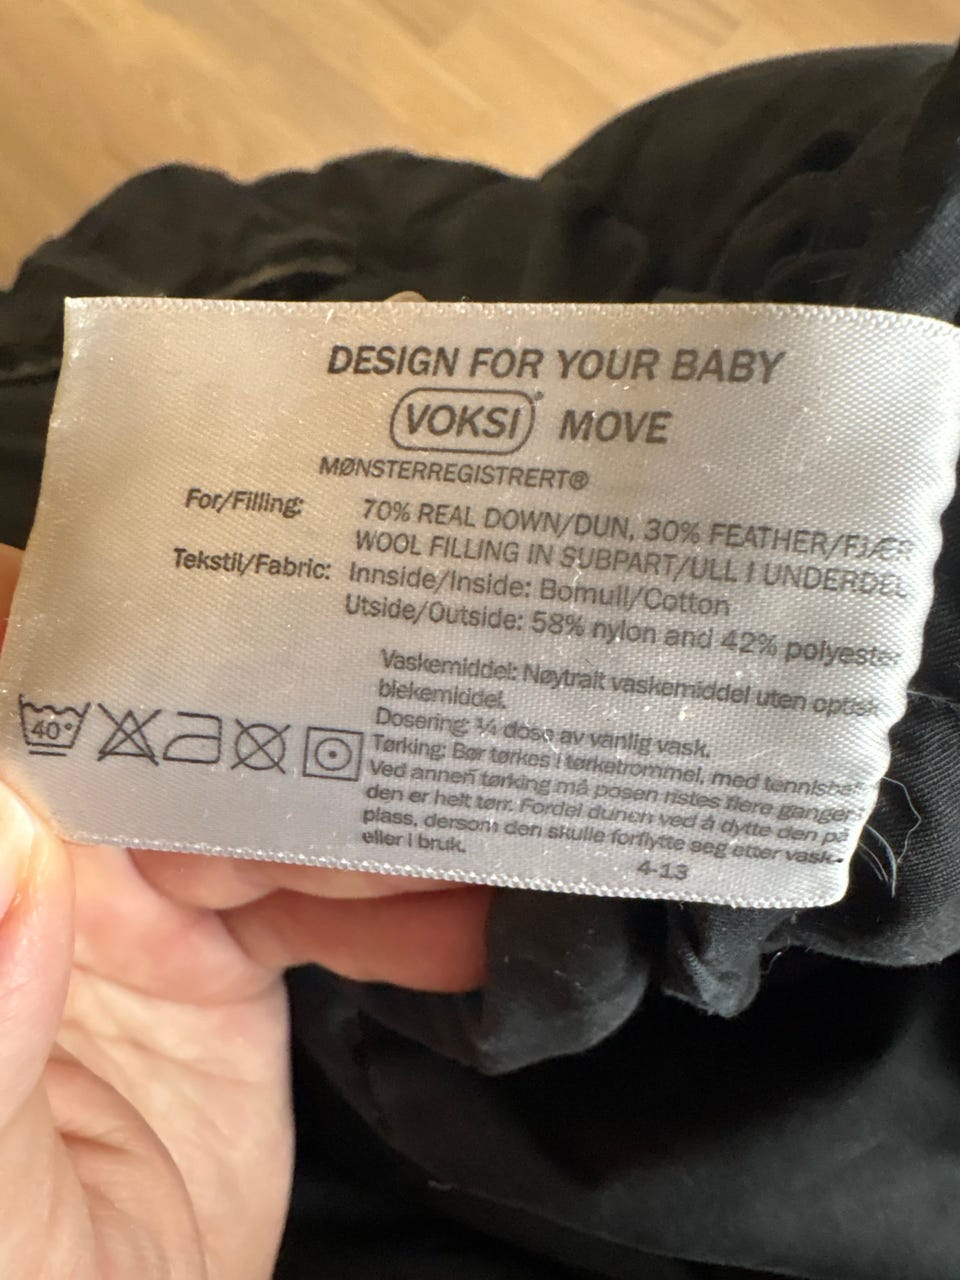 DESIGN FOR YOUR BABY
VOKSI® MOVE
MØNSTERREGISTRERT®
For/Filling: 70% REAL DOWN/DUN, 30% FEATHER/FJÆR
WOOL FILLING IN SUBPART/ULL I UNDERDEL
Tekstil/Fabric: Innside/Inside: Bomull/Cotton
Utside/Outside: 58% nylon and 42% polyester
Vaskemiddel: Nøytralt vaskemiddel uten optisk
blekemiddel.
Dosering: ¼ dose av vanlig vask.
Tørking: Bør tørkes i tørketrommel, med
Ved annen tørking må posen ristes flere ganger
den er helt tørr. Fordel dunen ved å dytte den på
plass, dersom den skulle forflytte seg etter vask-
eller i bruk.
40°
4-13